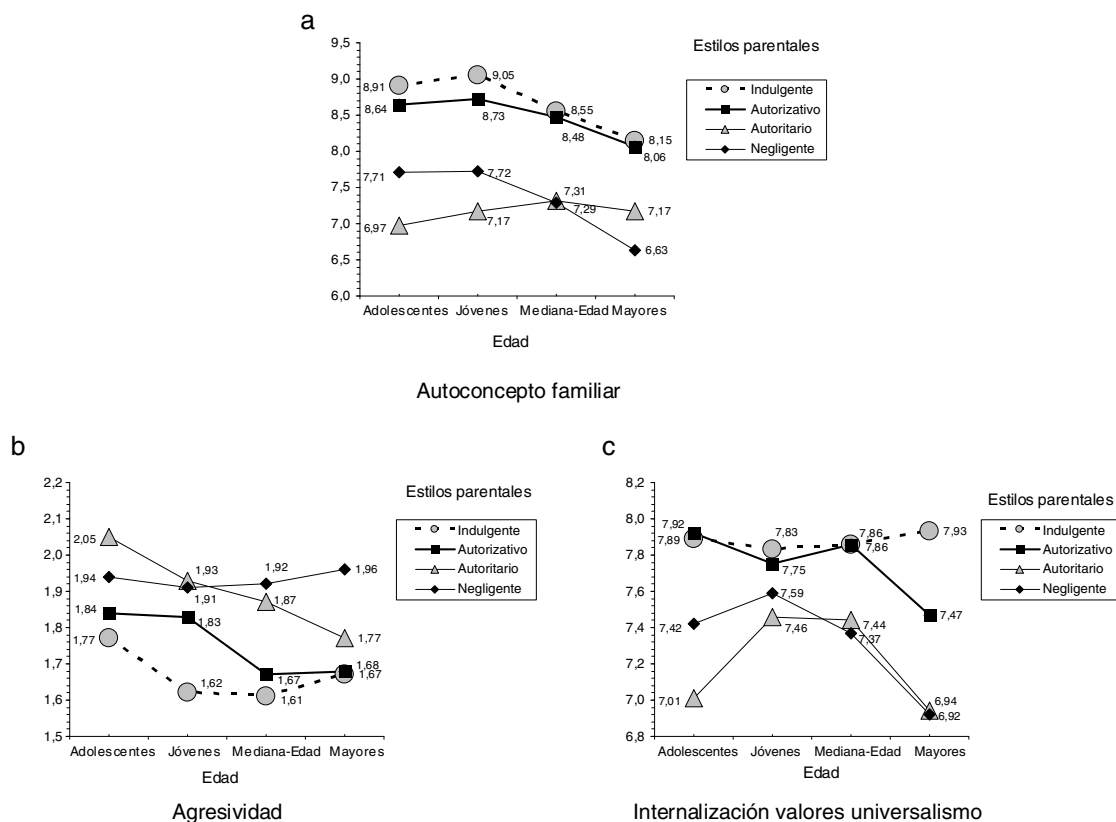 a
9,5
9,0
8,5
8,0
7,5
7,0
6,5
6,0
8,91
9,05
8,55
8,15
8,64
8,73
8,48
8,06
7,71
7,72
7,31
7,29
7,17
6,97
7,17
6,63
Adolescentes Jóvenes Mediana-Edad Mayores
Edad
Estilos parentales
Indulgente
Autorizativo
Autoritario
Negligente
Autoconcepto familiar
b
2,2
2,1
2,0
1,9
1,8
1,7
1,6
1,5
2,05
1,93
1,92
1,96
1,94
1,91
1,87
1,84
1,83
1,77
1,77
1,62
1,67
1,61
1,68
1,67
Adolescentes Jóvenes Mediana-Edad Mayores
Edad
Estilos parentales
Indulgente
Autorizativo
Autoritario
Negligente
Agresividad
c
8,2
8,0
7,8
7,6
7,4
7,2
7,0
6,8
7,92
7,89
7,83
7,86
7,93
7,75
7,86
7,59
7,47
7,42
7,46
7,44
7,37
7,01
6,94
6,92
Adolescentes Jóvenes Mediana-Edad Mayores
Edad
Estilos parentales
Indulgente
Autorizativo
Autoritario
Negligente
Internalización valores universalismo